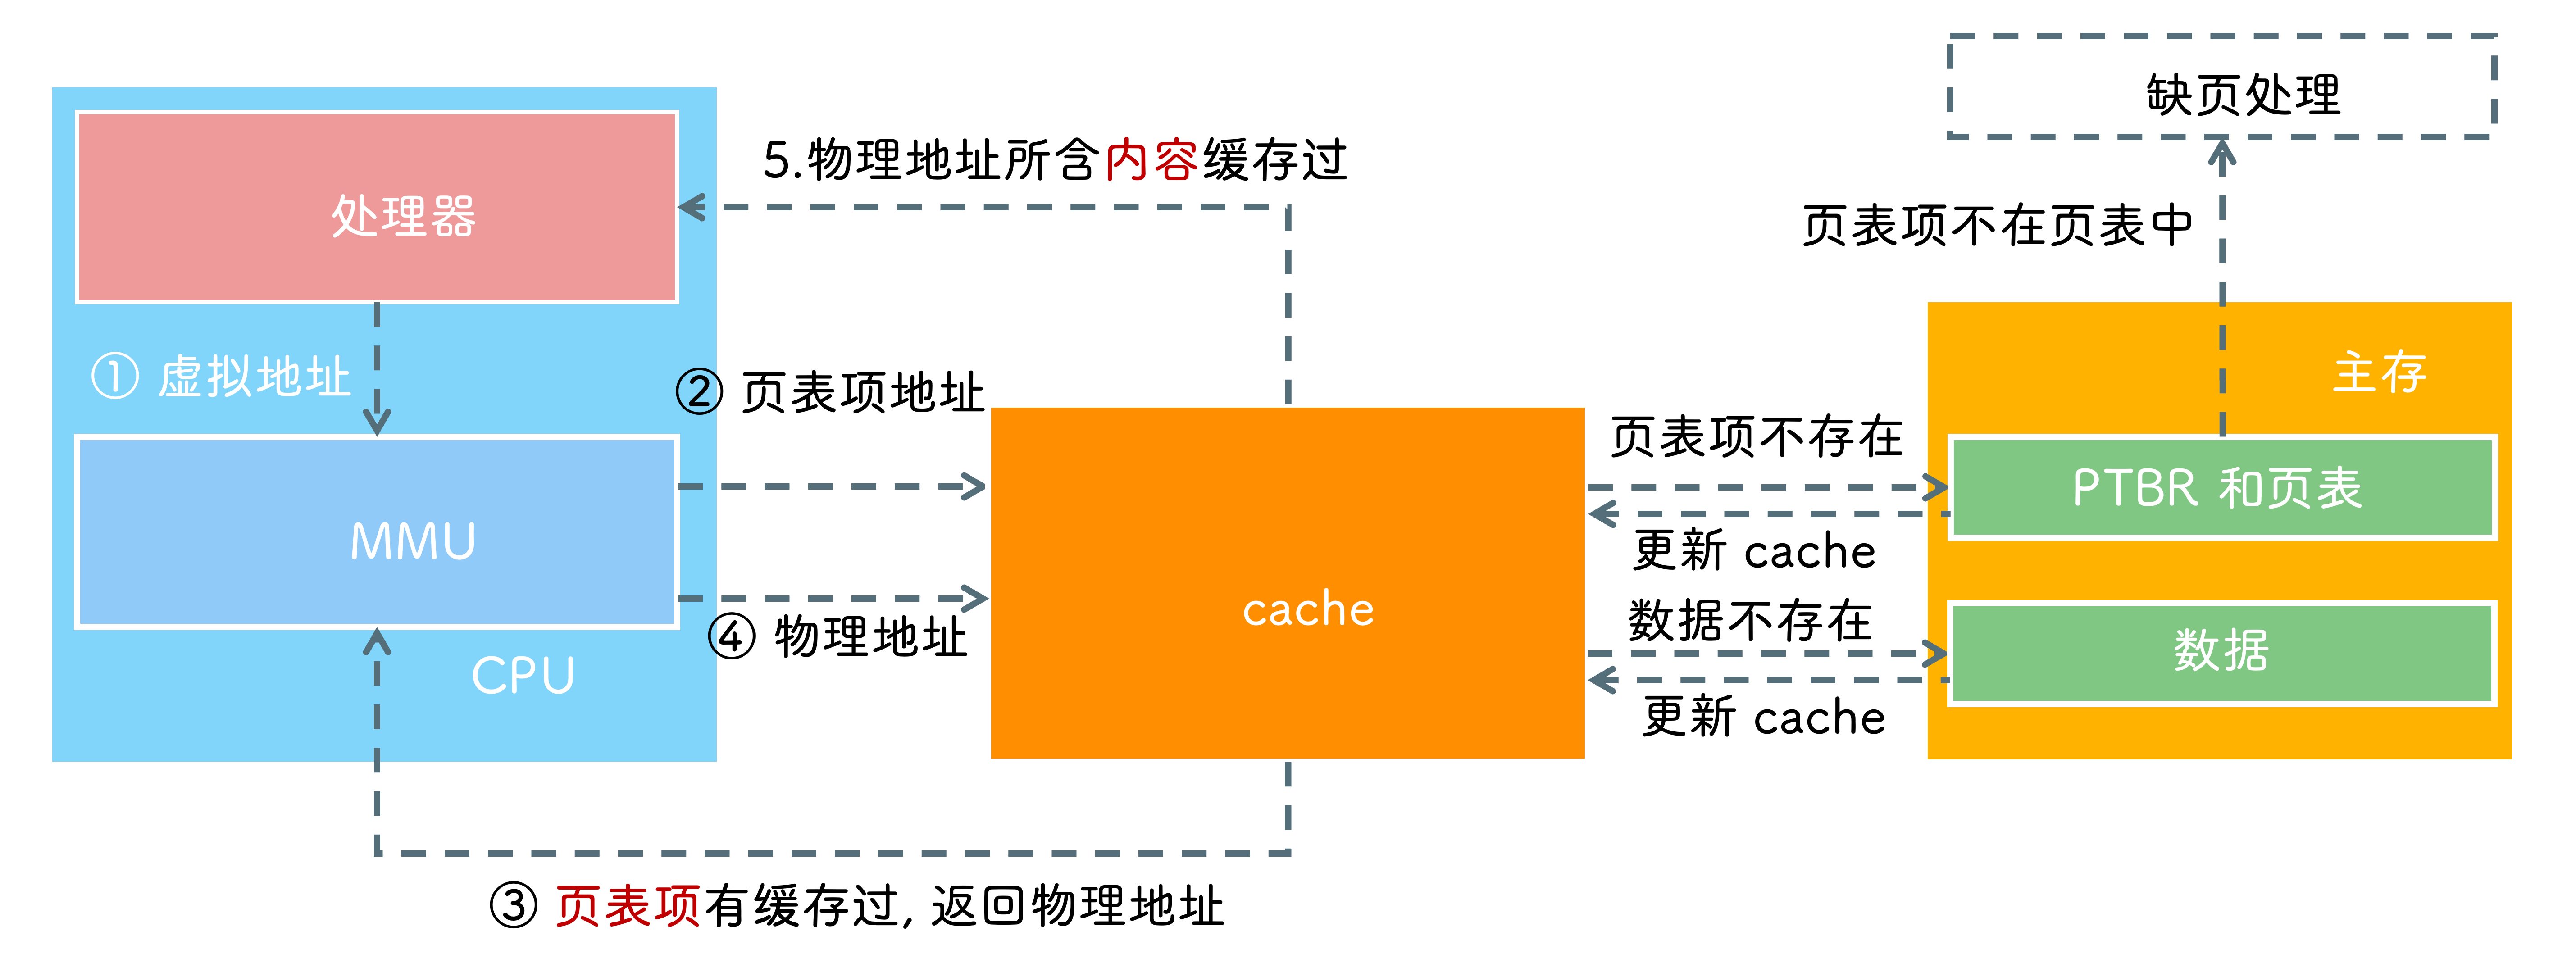 缺页处理
5.物理地址所含内容缓存过
处理器
页表项不在页表中
① 虚拟地址
② 页表项地址
主存
页表项不存在
PTBR 和页表
MMU
更新 cache
cache
数据不存在
④ 物理地址
数据
CPU
更新 cache
③ 页表项有缓存过, 返回物理地址